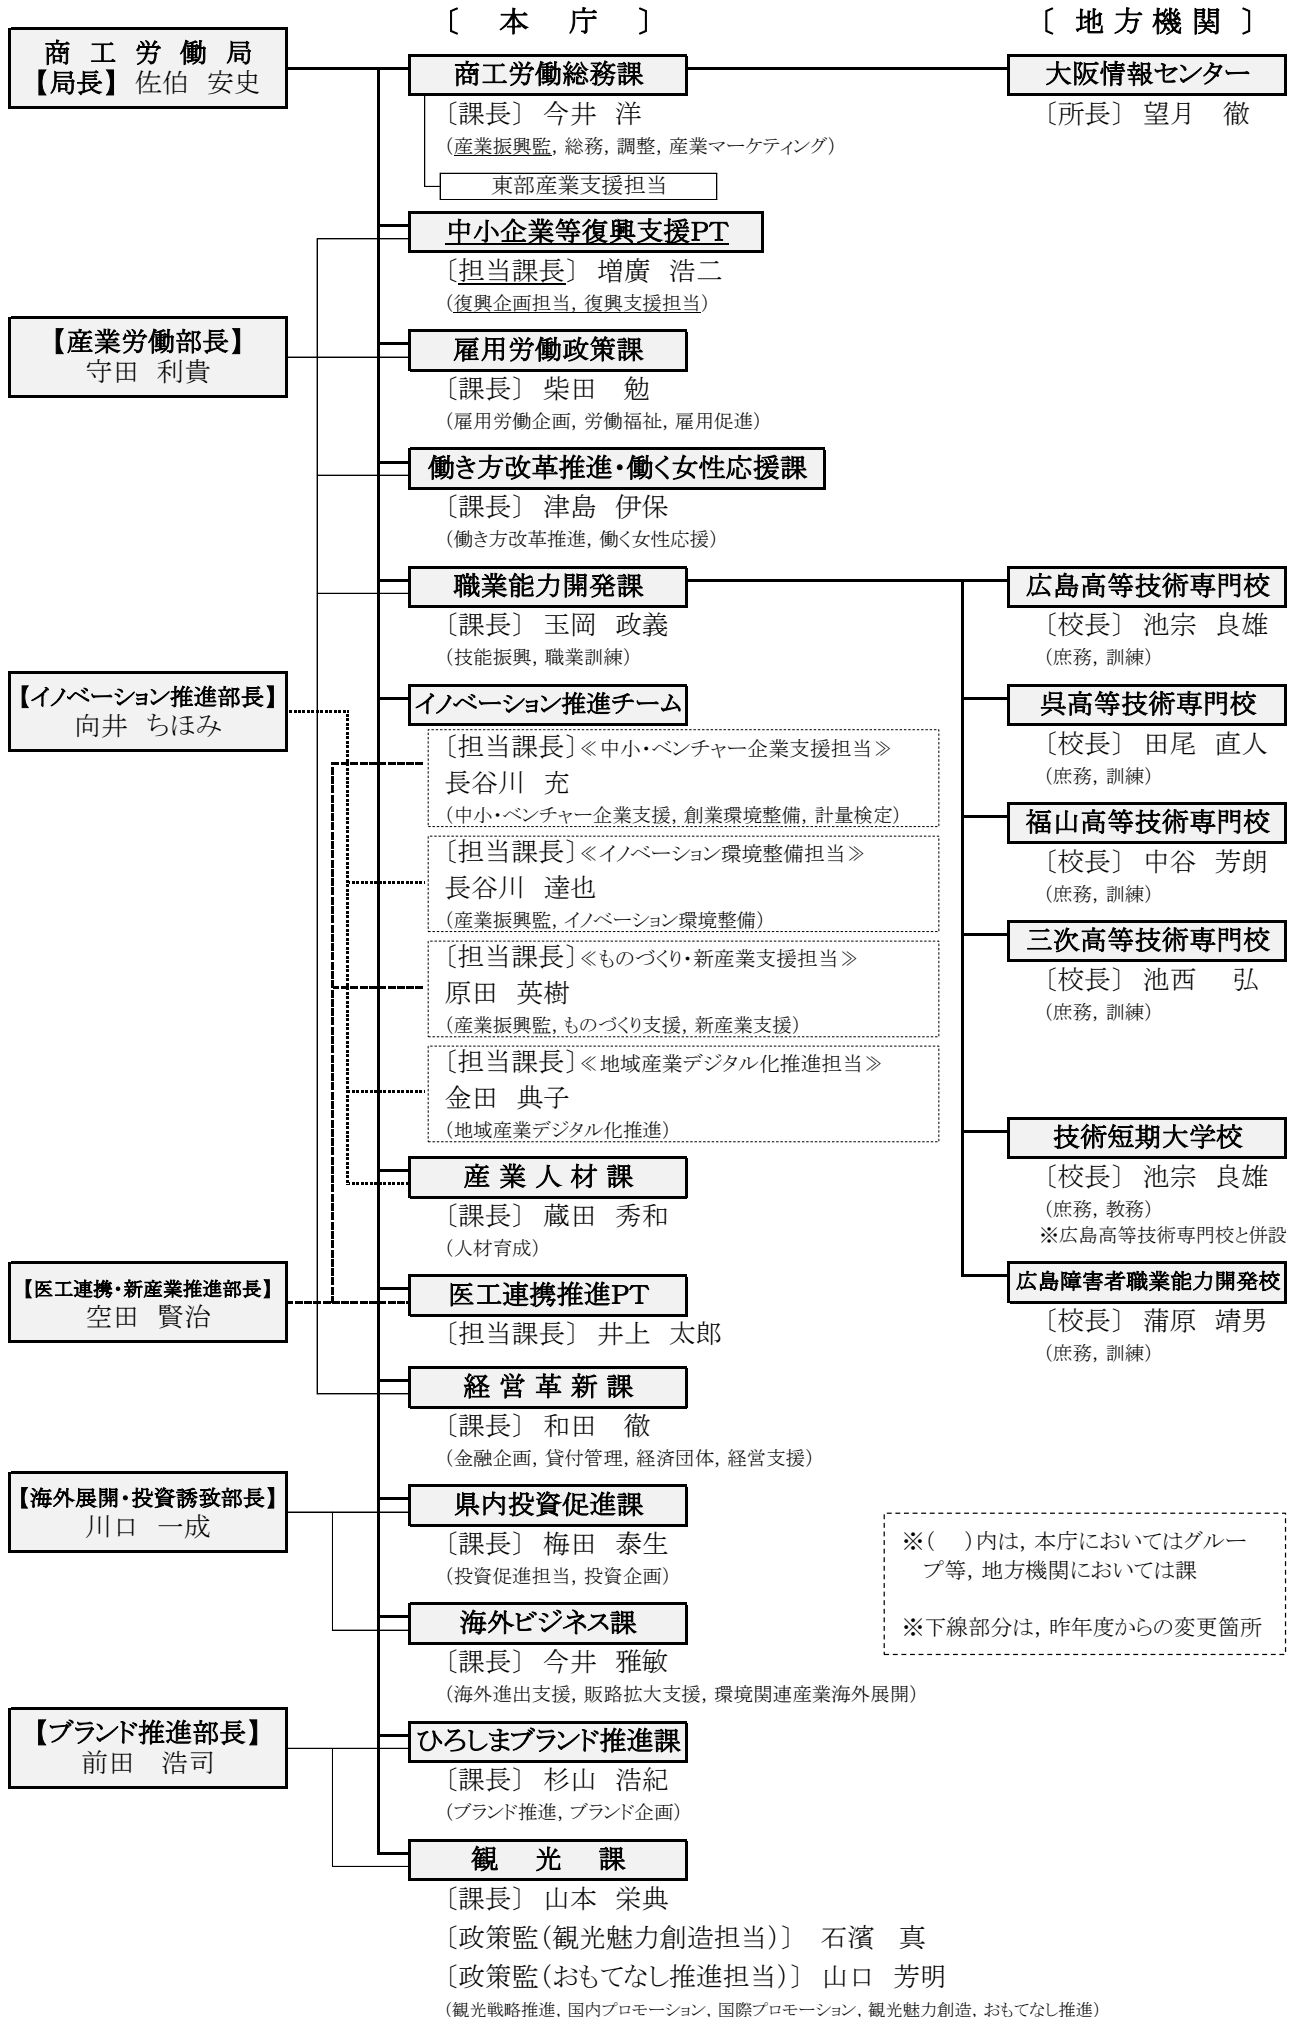 〔 本 庁 〕
〔 地 方 機 関 〕
商 工 労 働 局
【局長】 佐伯 安史
商工労働総務課
〔課長〕 今井 洋
(産業振興監, 総務, 調整, 産業マーケティング)
東部産業支援担当
大阪情報センター
〔所長〕 望月 徹
中小企業等復興支援PT
〔担当課長〕 増廣 浩二
(復興企画担当, 復興支援担当)
【産業労働部長】
守田 利貴
雇用労働政策課
〔課長〕 柴田 勉
(雇用労働企画, 労働福祉, 雇用促進)
働き方改革推進・働く女性応援課
〔課長〕 津島 伊保
(働き方改革推進, 働く女性応援)
職業能力開発課
〔課長〕 玉岡 政義
(技能振興, 職業訓練)
広島高等技術専門校
〔校長〕 池宗 良雄
(庶務, 訓練)
呉高等技術専門校
〔校長〕 田尾 直人
(庶務, 訓練)
福山高等技術専門校
〔校長〕 中谷 芳朗
(庶務, 訓練)
三次高等技術専門校
〔校長〕 池西 弘
(庶務, 訓練)
技術短期大学校
〔校長〕 池宗 良雄
(庶務, 教務)
※広島高等技術専門校と併設
広島障害者職業能力開発校
〔校長〕 蒲原 靖男
(庶務, 訓練)
【イノベーション推進部長】
向井 ちほみ
イノベーション推進チーム
〔担当課長〕≪中小・ベンチャー企業支援担当≫
長谷川 充
(中小・ベンチャー企業支援, 創業環境整備, 計量検定)
〔担当課長〕≪イノベーション環境整備担当≫
長谷川 達也
(産業振興監, イノベーション環境整備)
〔担当課長〕≪ものづくり・新産業支援担当≫
原田 英樹
(産業振興監, ものづくり支援, 新産業支援)
〔担当課長〕≪地域産業デジタル化推進担当≫
金田 典子
(地域産業デジタル化推進)
産 業 人 材 課
〔課長〕 蔵田 秀和
(人材育成)
【医工連携・新産業推進部長】
空田 賢治
医工連携推進PT
〔担当課長〕 井上 太郎
経 営 革 新 課
〔課長〕 和田 徹
(金融企画, 貸付管理, 経済団体, 経営支援)
【海外展開・投資誘致部長】
川口 一成
県内投資促進課
〔課長〕 梅田 泰生
(投資促進担当, 投資企画)
海外ビジネス課
〔課長〕 今井 雅敏
(海外進出支援, 販路拡大支援, 環境関連産業海外展開)
※( )内は, 本庁においてはグルー
プ等, 地方機関においては課
※下線部分は, 昨年度からの変更箇所
【ブランド推進部長】
前田 浩司
ひろしまブランド推進課
〔課長〕 杉山 浩紀
(ブランド推進, ブランド企画)
観 光 課
〔課長〕 山本 栄典
〔政策監(観光魅力創造担当)〕 石濱 真
〔政策監(おもてなし推進担当)〕 山口 芳明
(観光戦略推進, 国内プロモーション, 国際プロモーション, 観光魅力創造, おもてなし推進)